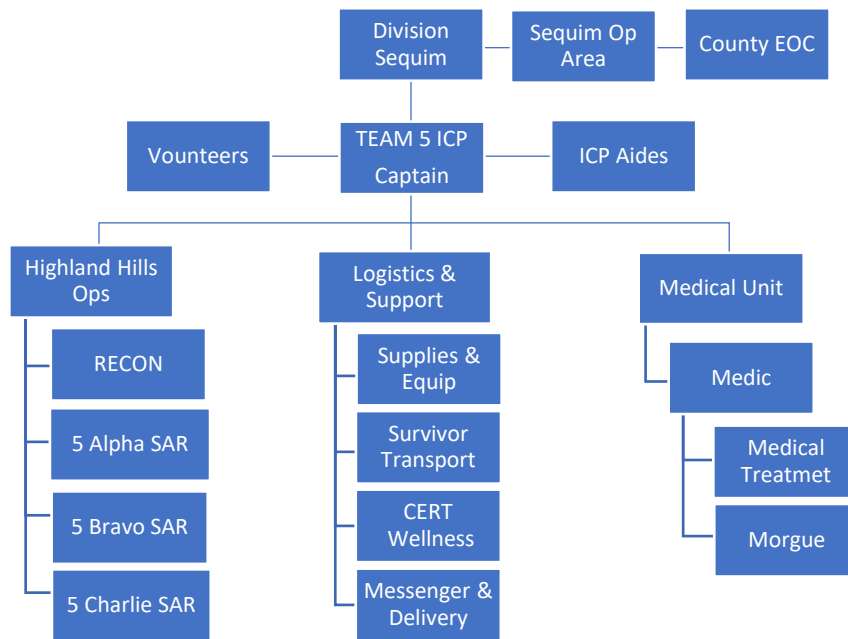 Division
Sequim
Sequim Op
Area
County EOC
Vounteers
TEAM 5 ICP
Captain
ICP Aides
Highland Hills
Ops
RECON
5 Alpha SAR
5 Bravo SAR
5 Charlie SAR
Logistics &
Support
Supplies &
Equip
Survivor
Transport
CERT
Wellness
Messenger &
Delivery
Medical Unit
Medic
Medical
Treatmet
Morgue